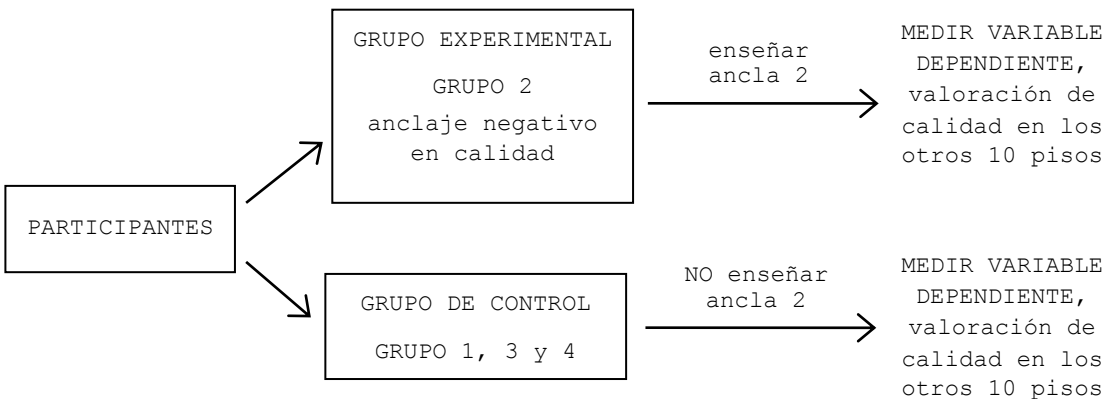 PARTICIPANTES
GRUPO EXPERIMENTAL
GRUPO 2
anclaje negativo
en calidad
enseñar
ancla 2
MEDIR VARIABLE
DEPENDIENTE,
valoración de
calidad en los
otros 10 pisos
GRUPO DE CONTROL
GRUPO 1, 3 y 4
NO enseñar
ancla 2
MEDIR VARIABLE
DEPENDIENTE,
valoración de
calidad en los
otros 10 pisos